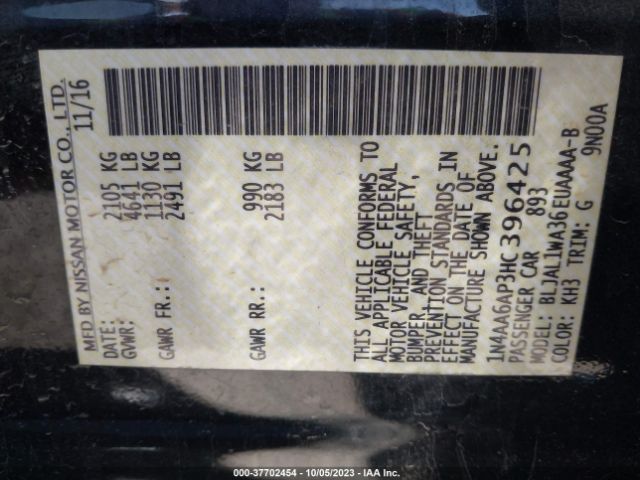 MFD BY NISSAN MOTOR CO., LTD.
DATE: 11/16
GVWR: 2105 KG
4641 LB
GAWR FR.: 1130 KG
2491 LB
GAWR RR.: 990 KG
2183 LB
THIS VEHICLE CONFORMS TO
ALL APPLICABLE FEDERAL
MOTOR VEHICLE SAFETY,
BUMPER, AND THEFT
PREVENTION STANDARDS IN
EFFECT ON THE DATE OF
MANUFACTURE SHOWN ABOVE.
1N4AA6AP3HC396425
PASSENGER CAR 893
MODEL: BLJAL1WA36EUAAAA-B
COLOR: KH3 TRIM: G 9N00A
000-37702454 - 10/05/2023 - IAA Inc.